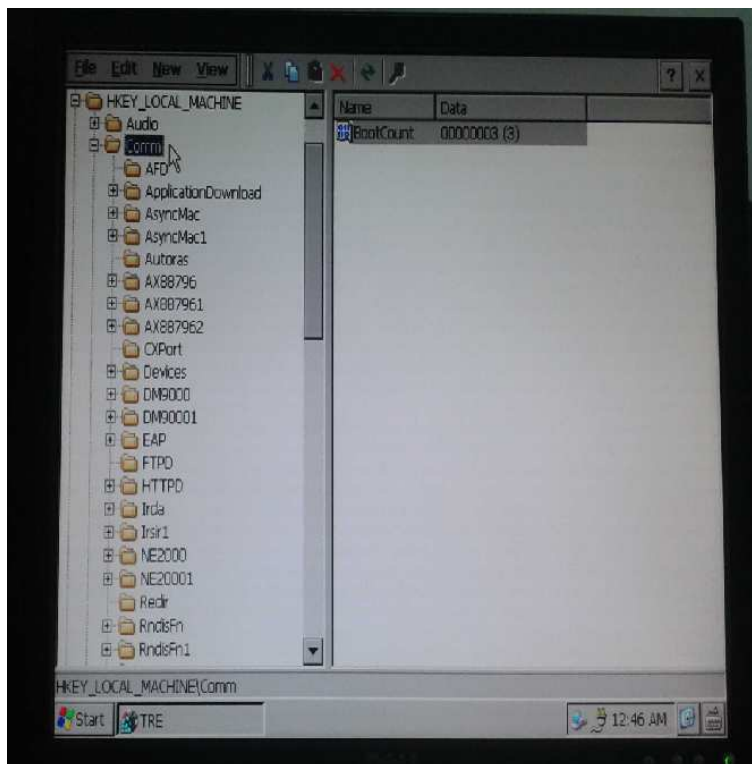 File Edit New View
? X
HKEY_LOCAL_MACHINE
Audio
Comm
AFD
ApplicationDownload
AsyncMac
AsyncMac1
Autoras
AX88796
AX887961
AX887962
CXPort
Devices
DM9000
DM90001
EAP
FTPD
HTTPD
Irda
Irsir1
NE2000
NE20001
Redir
RndisFn
RndisFn1
Name Data
BootCount 00000003 (3)
HKEY_LOCAL_MACHINE\Comm
Start TRE 12:46 AM